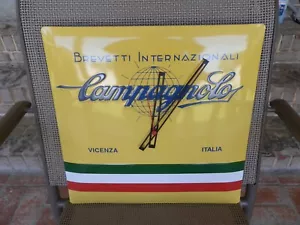 BREVETTI INTERNAZIONALI
Campagnolo
VICENZA ITALIA